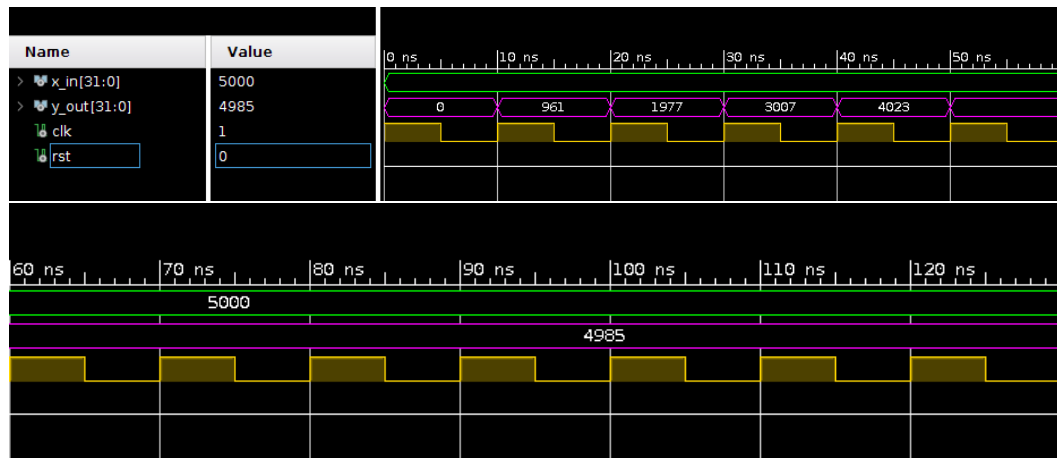 Name Value
0 ns 10 ns 20 ns 30 ns 40 ns 50 ns
x_in[31:0] 5000
y_out[31:0] 4985 0 961 1977 3007 4023
clk 1
rst 0
60 ns 70 ns 80 ns 90 ns 100 ns 110 ns 120 ns
5000
4985